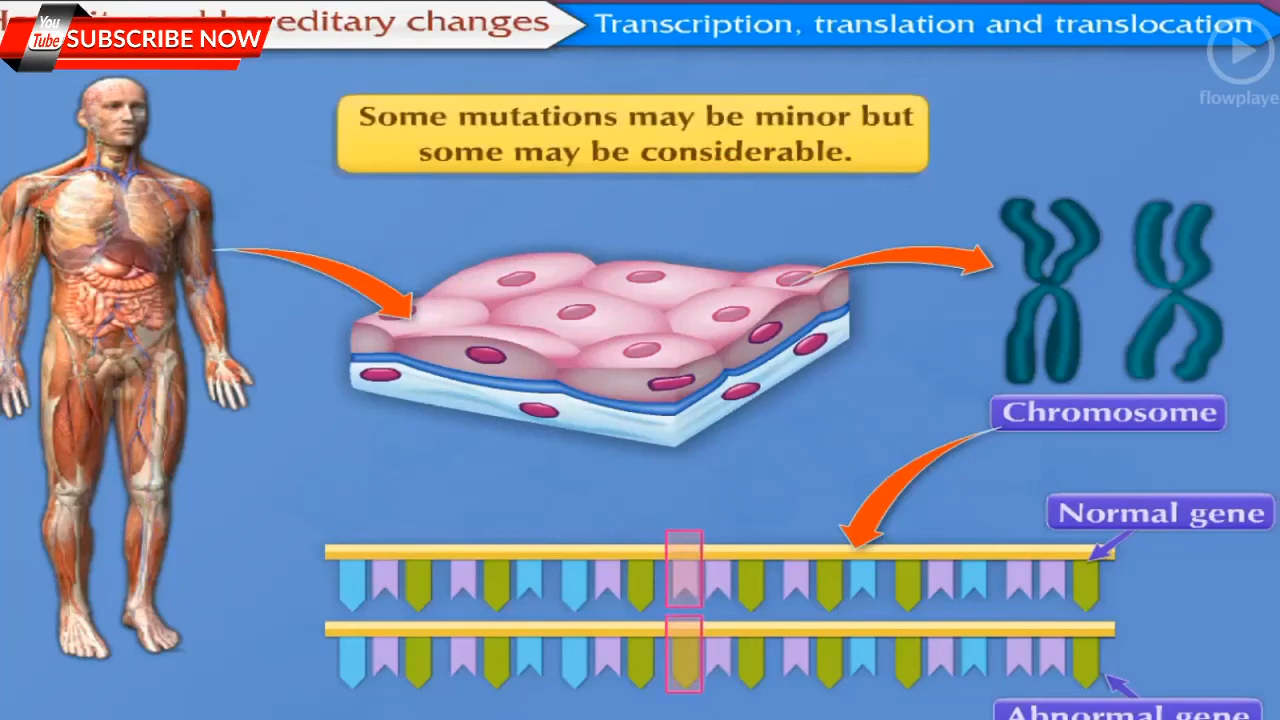 hereditary changes
Transcription, translation and translocation
You
Tube
SUBSCRIBE NOW
flowplaye
Some mutations may be minor but
some may be considerable.
Chromosome
Normal gene
Abnormal gene